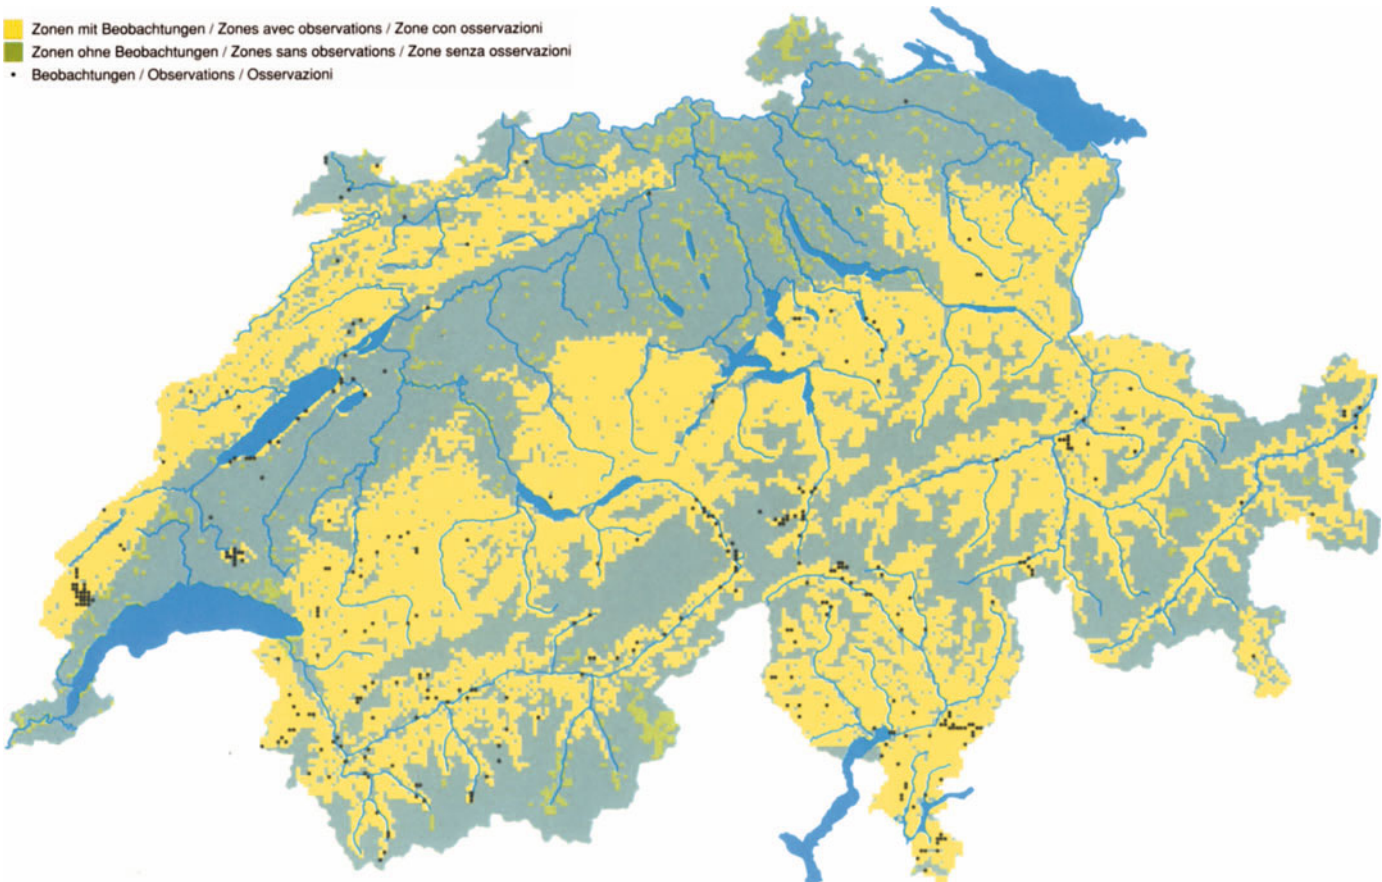 Zonen mit Beobachtungen / Zones avec observations / Zone con osservazioni
Zonen ohne Beobachtungen / Zones sans observations / Zone senza osservazioni
Beobachtungen / Observations / Osservazioni